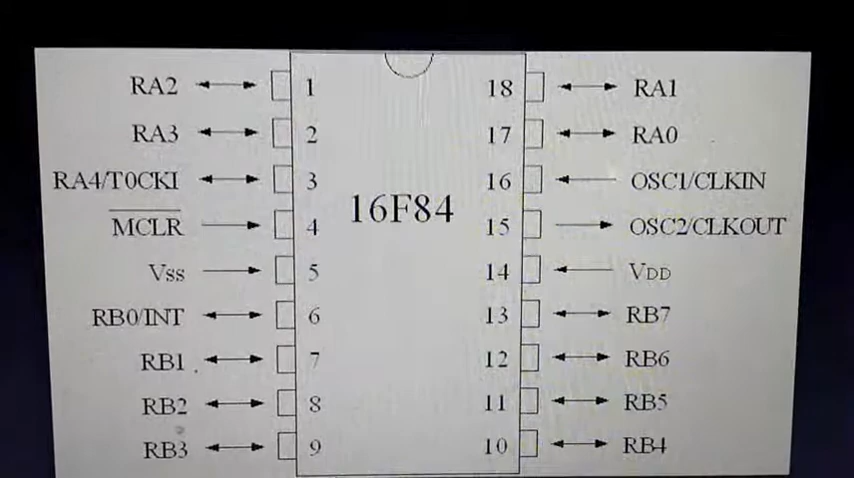 RA2 1 18 RA1
RA3 2 17 RA0
RA4/T0CKI 3 16 OSC1/CLKIN
16F84
MCLR 4 15 OSC2/CLKOUT
Vss 5 14 VDD
RB0/INT 6 13 RB7
RB1 7 12 RB6
RB2 8 11 RB5
RB3 9 10 RB4